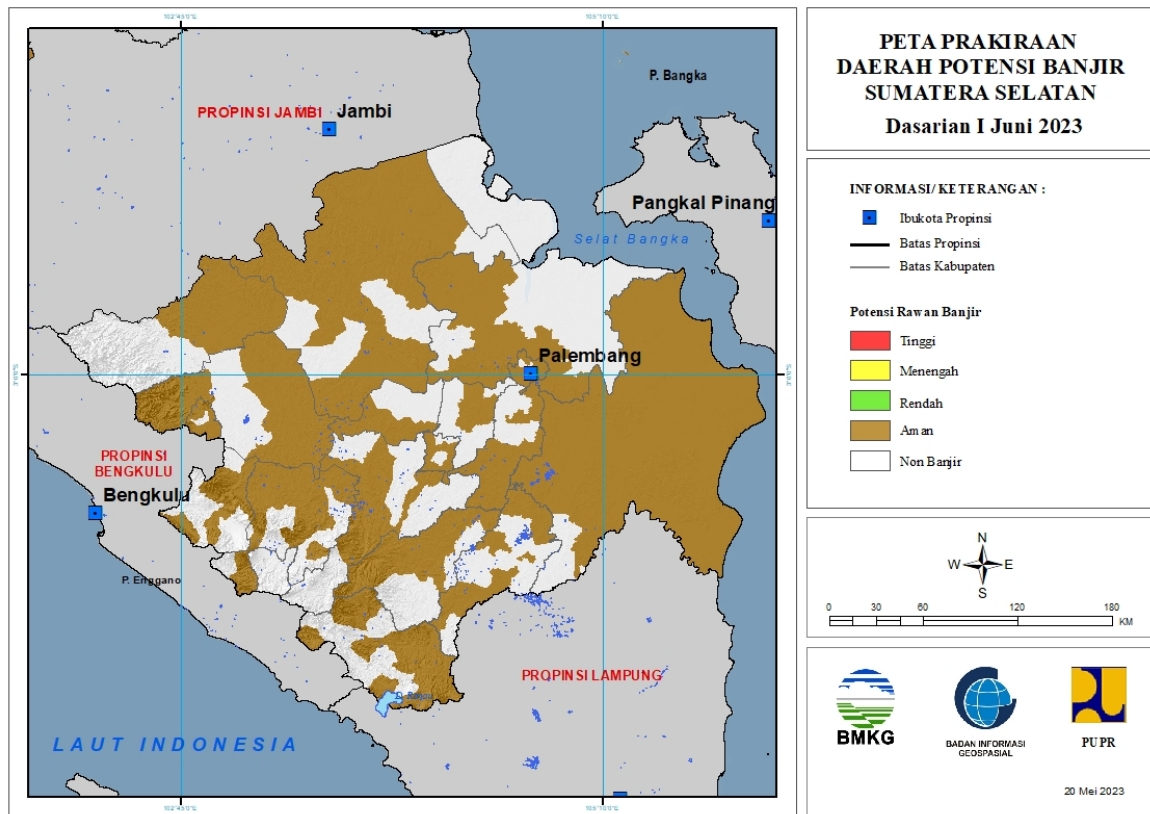 PETA PRAKIRAAN
DAERAH POTENSI BANJIR
SUMATERA SELATAN
Dasarian I Juni 2023
INFORMASI/ KETERANGAN :
Ibukota Propinsi
Batas Propinsi
Batas Kabupaten
Potensi Rawan Banjir
Tinggi
Menengah
Rendah
Aman
Non Banjir
N
W E
S
0 30 60 120 180
KM
BMKG
BADAN INFORMASI
GEOSPASIAL
PUPR
20 Mei 2023
P. Bangka
PROPINSI JAMBI
Jambi
Pangkal Pinang
Selat Bangka
Palembang
PROPINSI
BENGKULU
Bengkulu
P. Enggano
PROPINSI LAMPUNG
LAUT INDONESIA